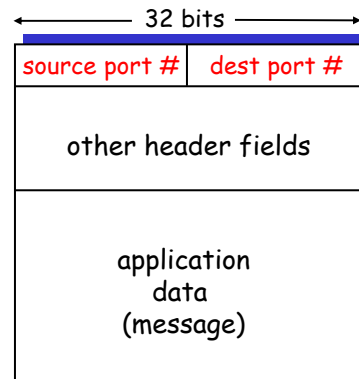 32 bits
source port # dest port #
other header fields
application
data
(message)